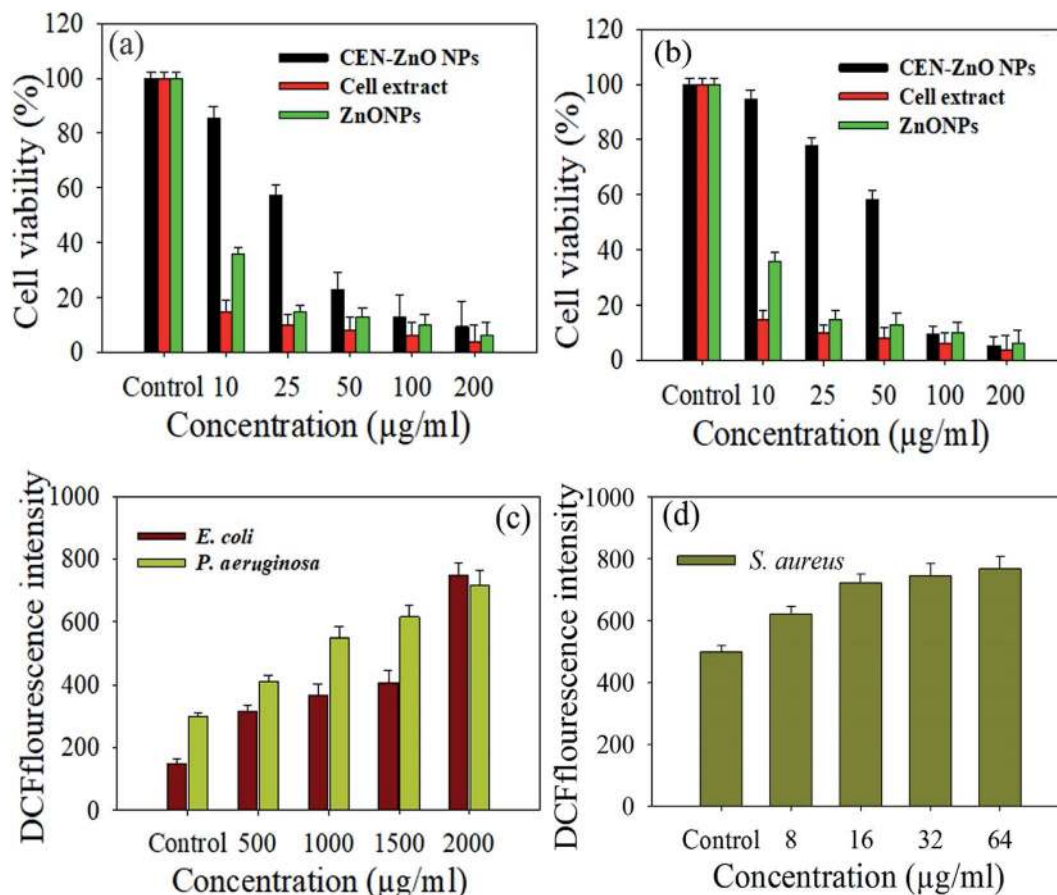 (a)
CEN-ZnO NPs
Cell extract
ZnONPs
Cell viability (%)
120
100
80
60
40
20
0
Control 10 25 50 100 200
Concentration (µg/ml)
(b)
CEN-ZnO NPs
Cell extract
ZnONPs
Cell viability (%)
120
100
80
60
40
20
0
Control 10 25 50 100 200
Concentration (µg/ml)
(c)
E. coli
P. aeruginosa
DCFflourescence intensity
1000
800
600
400
200
0
Control 500 1000 1500 2000
Concentration (µg/ml)
(d)
S. aureus
DCFflourescence intensity
1000
800
600
400
200
0
Control 8 16 32 64
Concentration (µg/ml)